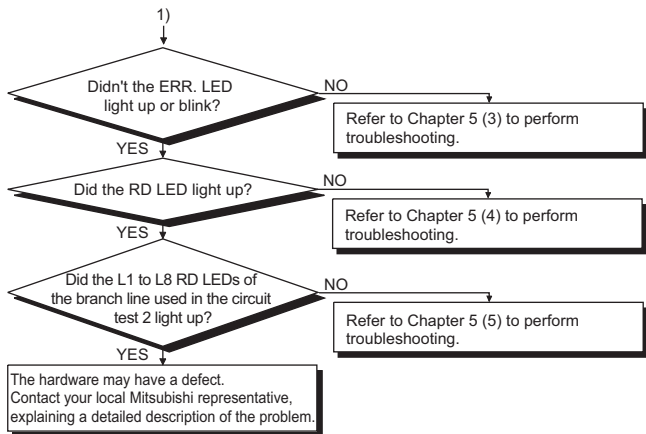 1)
Didn't the ERR. LED
light up or blink?
NO
Refer to Chapter 5 (3) to perform
troubleshooting.
YES
Did the RD LED light up?
NO
Refer to Chapter 5 (4) to perform
troubleshooting.
YES
Did the L1 to L8 RD LEDs of
the branch line used in the circuit
test 2 light up?
NO
Refer to Chapter 5 (5) to perform
troubleshooting.
YES
The hardware may have a defect.
Contact your local Mitsubishi representative,
explaining a detailed description of the problem.